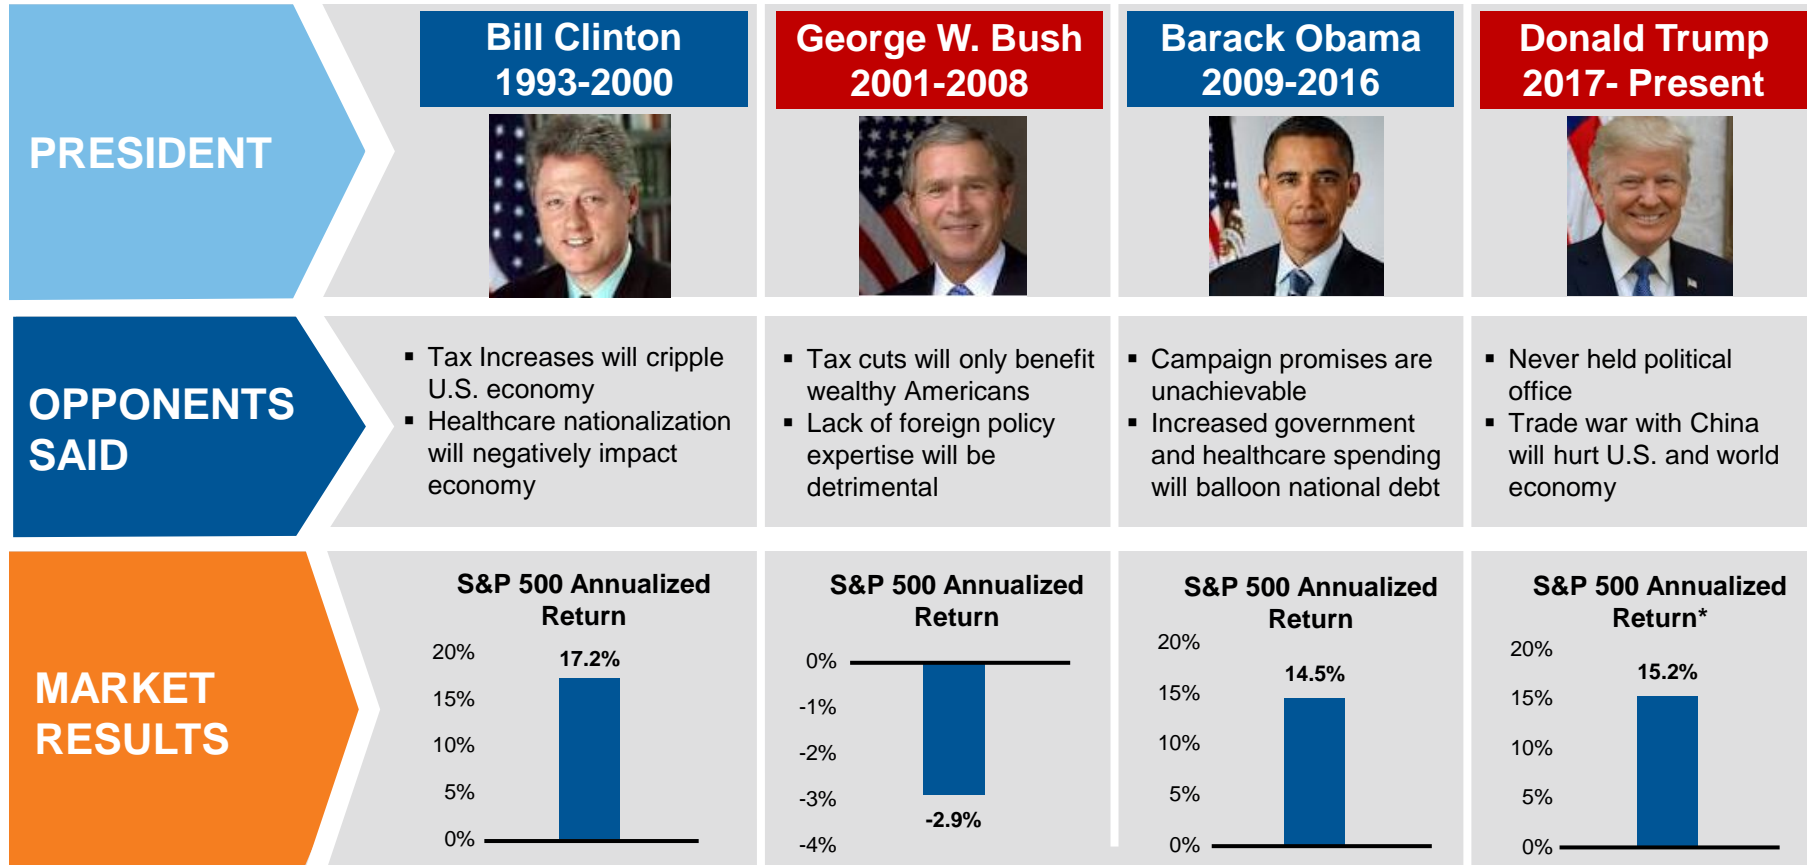 PRESIDENT
Bill Clinton
1993-2000
George W. Bush
2001-2008
Barack Obama
2009-2016
Donald Trump
2017- Present
OPPONENTS
SAID
▪ Tax Increases will cripple
U.S. economy
▪ Healthcare nationalization
will negatively impact
economy
▪ Tax cuts will only benefit
wealthy Americans
▪ Lack of foreign policy
expertise will be
detrimental
▪ Campaign promises are
unachievable
▪ Increased government
and healthcare spending
will balloon national debt
▪ Never held political
office
▪ Trade war with China
will hurt U.S. and world
economy
MARKET
RESULTS
S&P 500 Annualized
Return
20%
15%
10%
5%
0%
17.2%
S&P 500 Annualized
Return
0%
-1%
-2%
-3%
-4%
-2.9%
S&P 500 Annualized
Return
20%
15%
10%
5%
0%
14.5%
S&P 500 Annualized
Return*
20%
15%
10%
5%
0%
15.2%